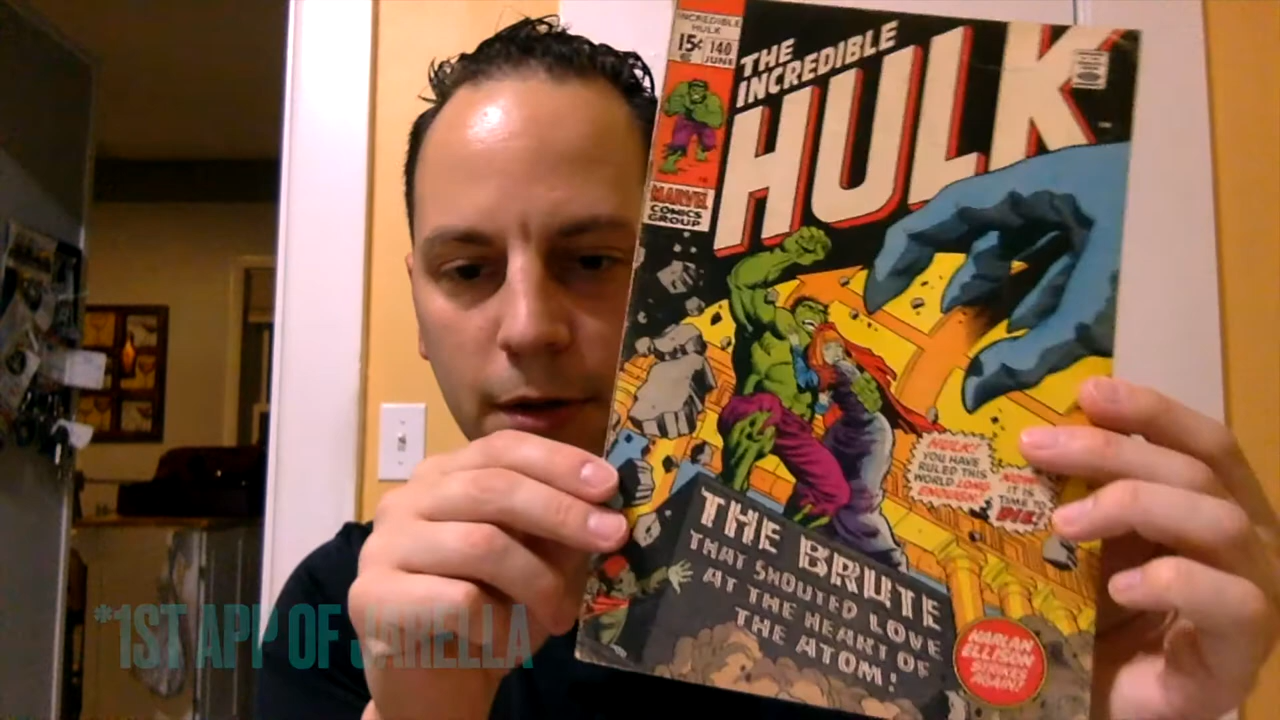 INCREDIBLE
HULK
15¢ 140
JUNE
MARVEL
COMICS
GROUP
THE
INCREDIBLE
HULK
HULK!
YOU HAVE
RULED THIS
WORLD LONG
ENOUGH!
NOW
IT IS
TIME TO
DIE!
THE BRUTE
THAT SHOUTED LOVE
AT THE HEART OF
THE ATOM!
HARLAN
ELLISON
STRIKES
AGAIN!
*1ST APP OF JARELLA